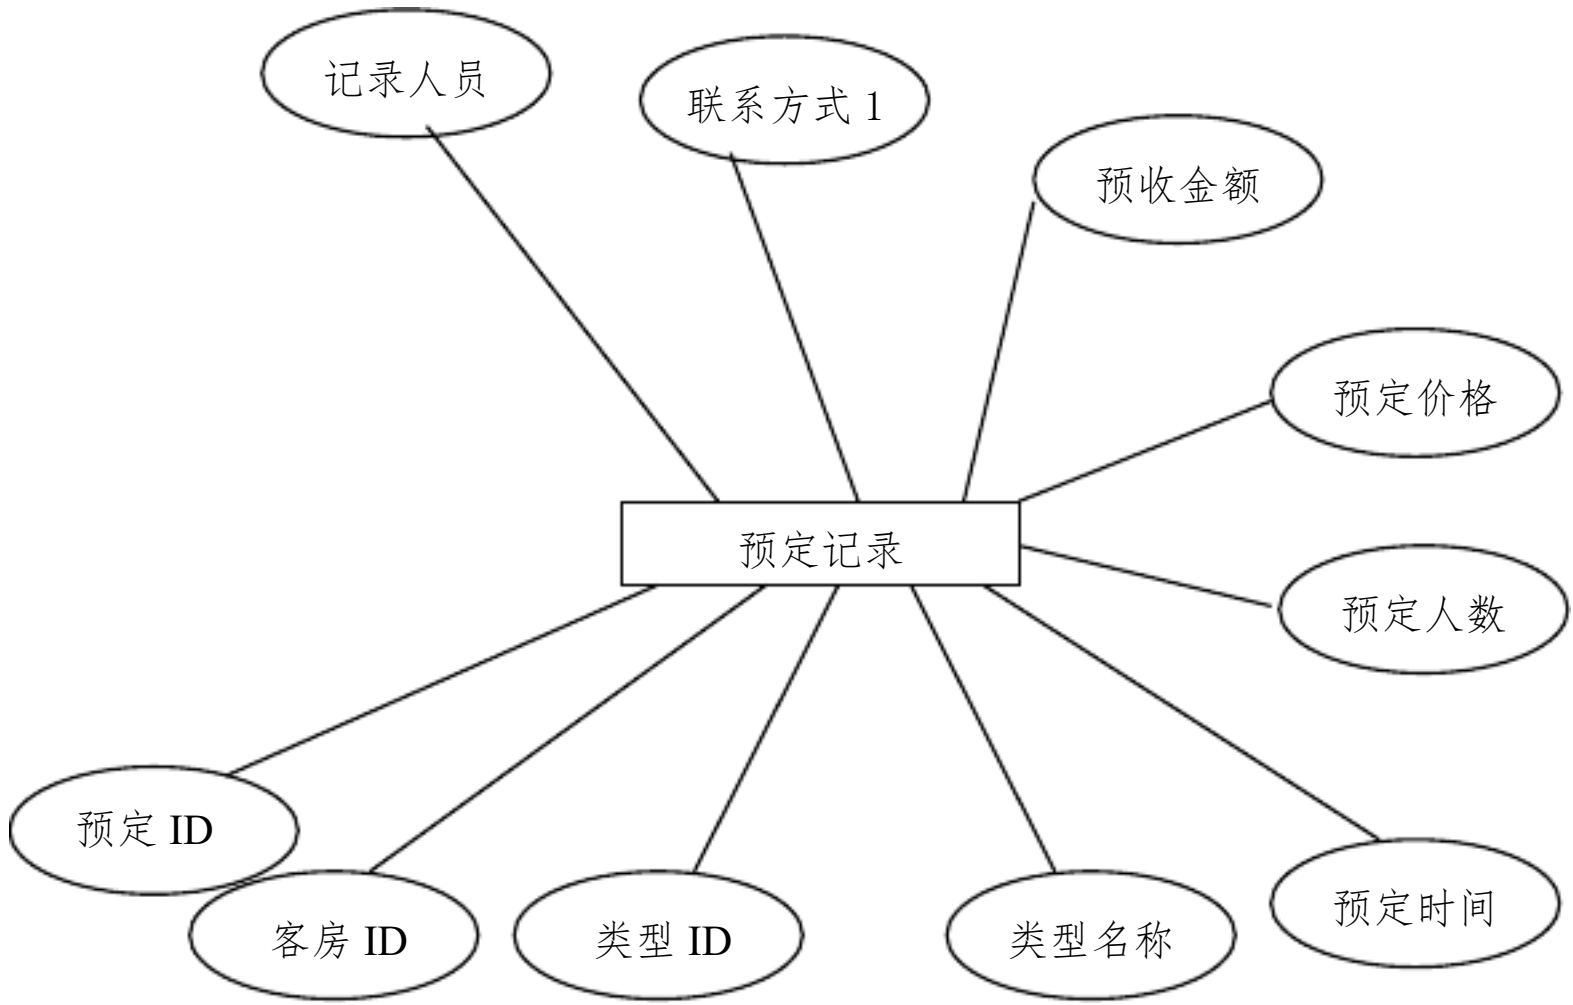 记录人员
联系方式 1
预收金额
预定价格
预定记录
预定人数
预定 ID
客房 ID
类型 ID
类型名称
预定时间